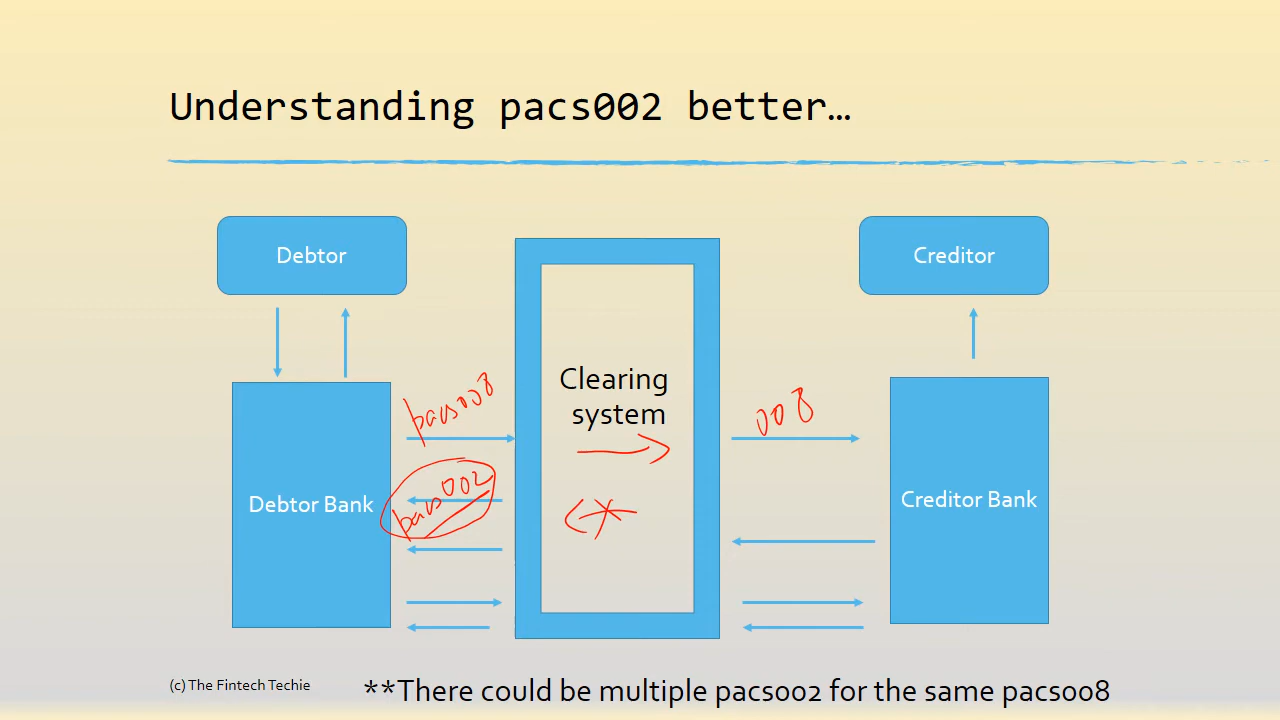 Understanding pacs002 better…
Debtor
Creditor
pacs008
Clearing
system
008
pacs002
Debtor Bank
Creditor Bank
(c) The Fintech Techie
**There could be multiple pacs002 for the same pacs008